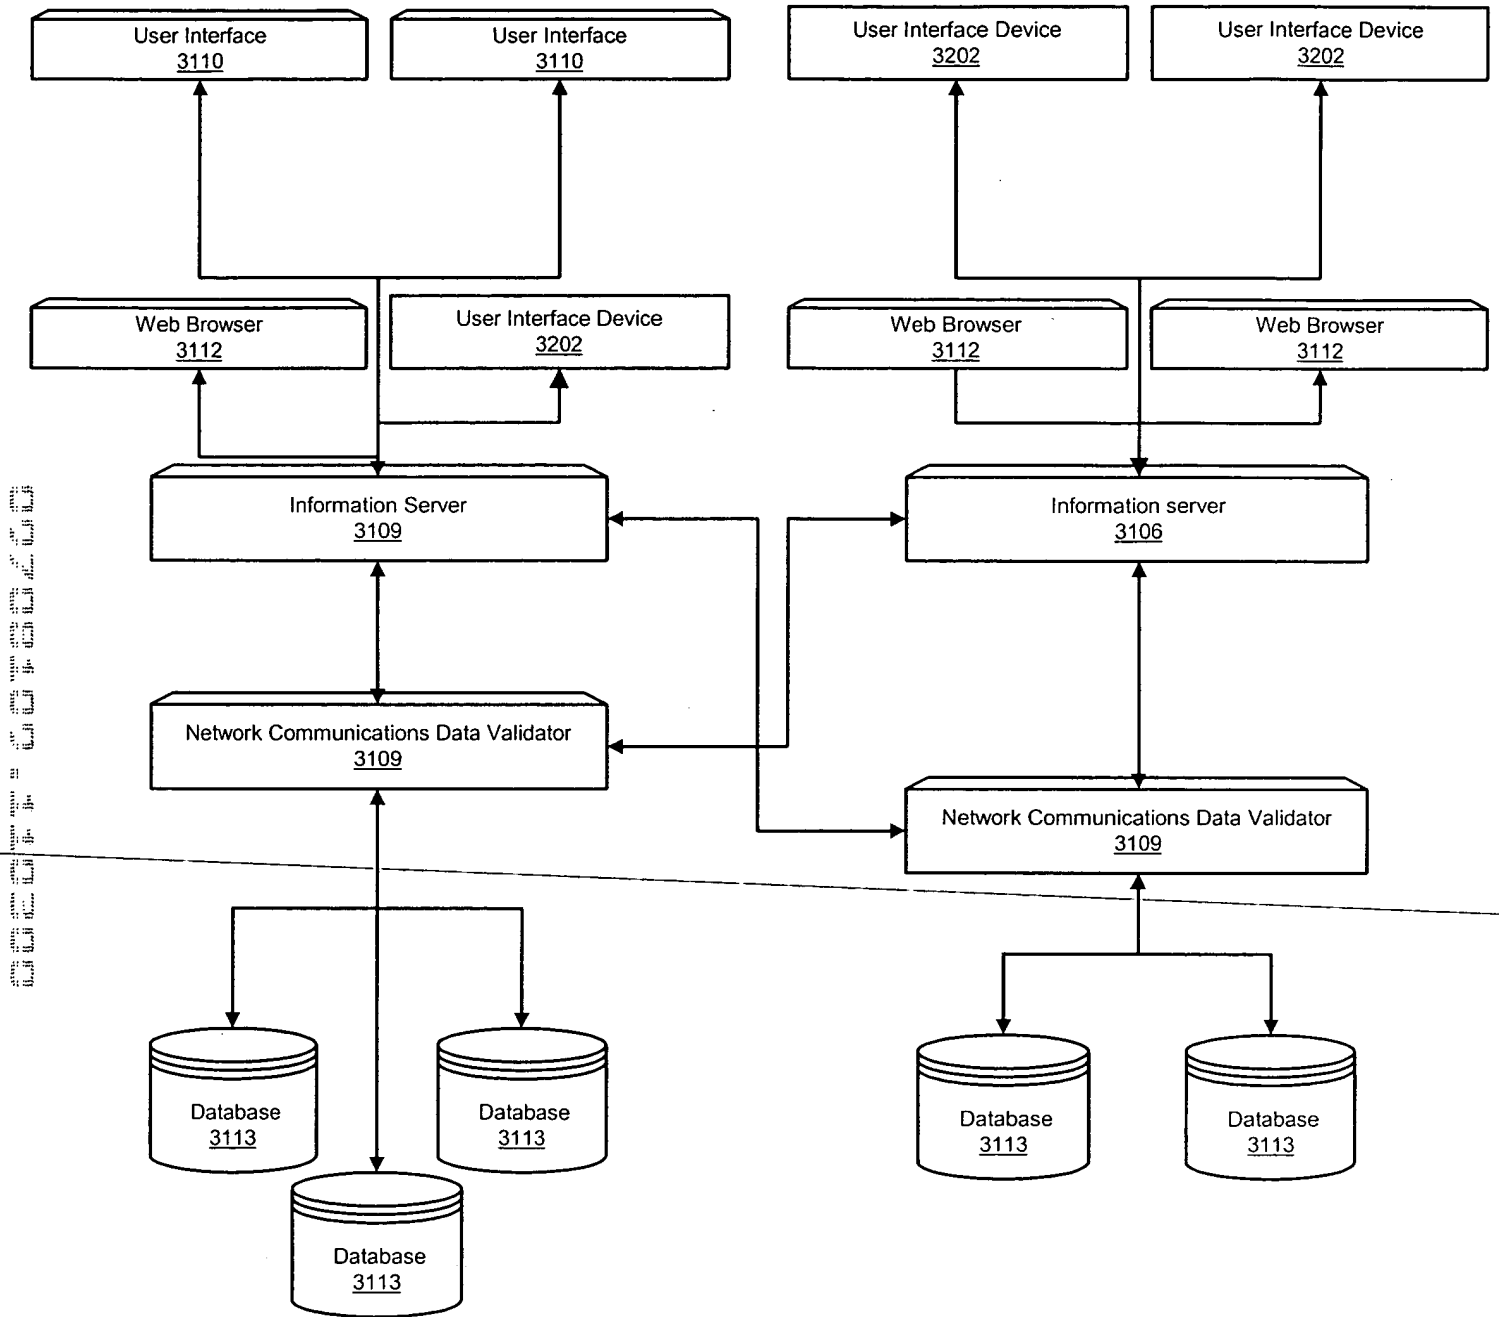 User Interface
3110
User Interface
3110
User Interface Device
3202
User Interface Device
3202
Web Browser
3112
User Interface Device
3202
Web Browser
3112
Web Browser
3112
Information Server
3109
Information server
3106
Network Communications Data Validator
3109
Network Communications Data Validator
3109
Database
3113
Database
3113
Database
3113
Database
3113
Database
3113